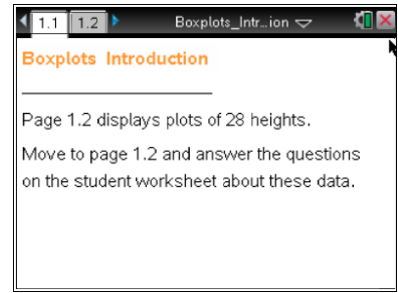 1.1 1.2 Boxplots_Intr…ion
Boxplots Introduction
Page 1.2 displays plots of 28 heights.
Move to page 1.2 and answer the questions
on the student worksheet about these data.